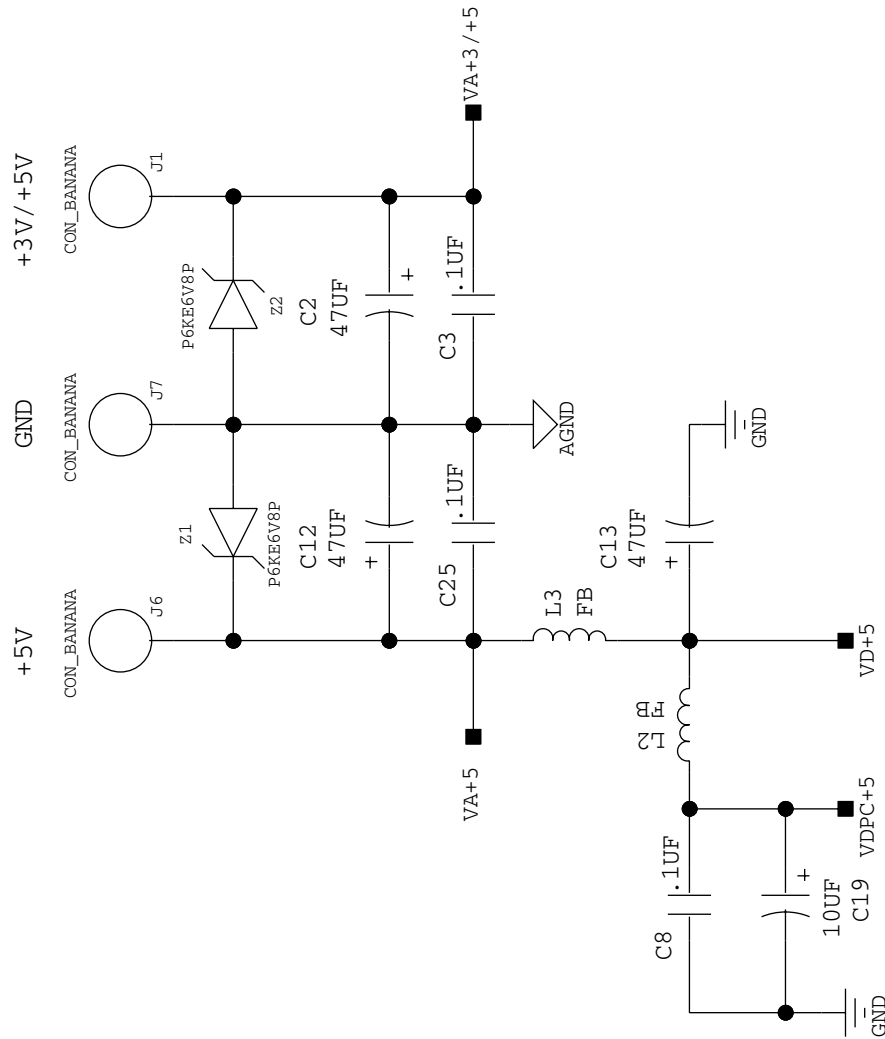 +3V/+5V
CON_BANANA
J1
GND
CON_BANANA
J7
+5V
CON_BANANA
J6
P6KE6V8P
Z2
Z1
P6KE6V8P
C2
47UF
+
C12
47UF
+
.1UF
C3
.1UF
C25
VA+3/+5
AGND
VA+5
L3
FB
C13
47UF
+
GND
L2
FB
VD+5
VDPC+5
.1UF
C8
+
10UF
C19
GND